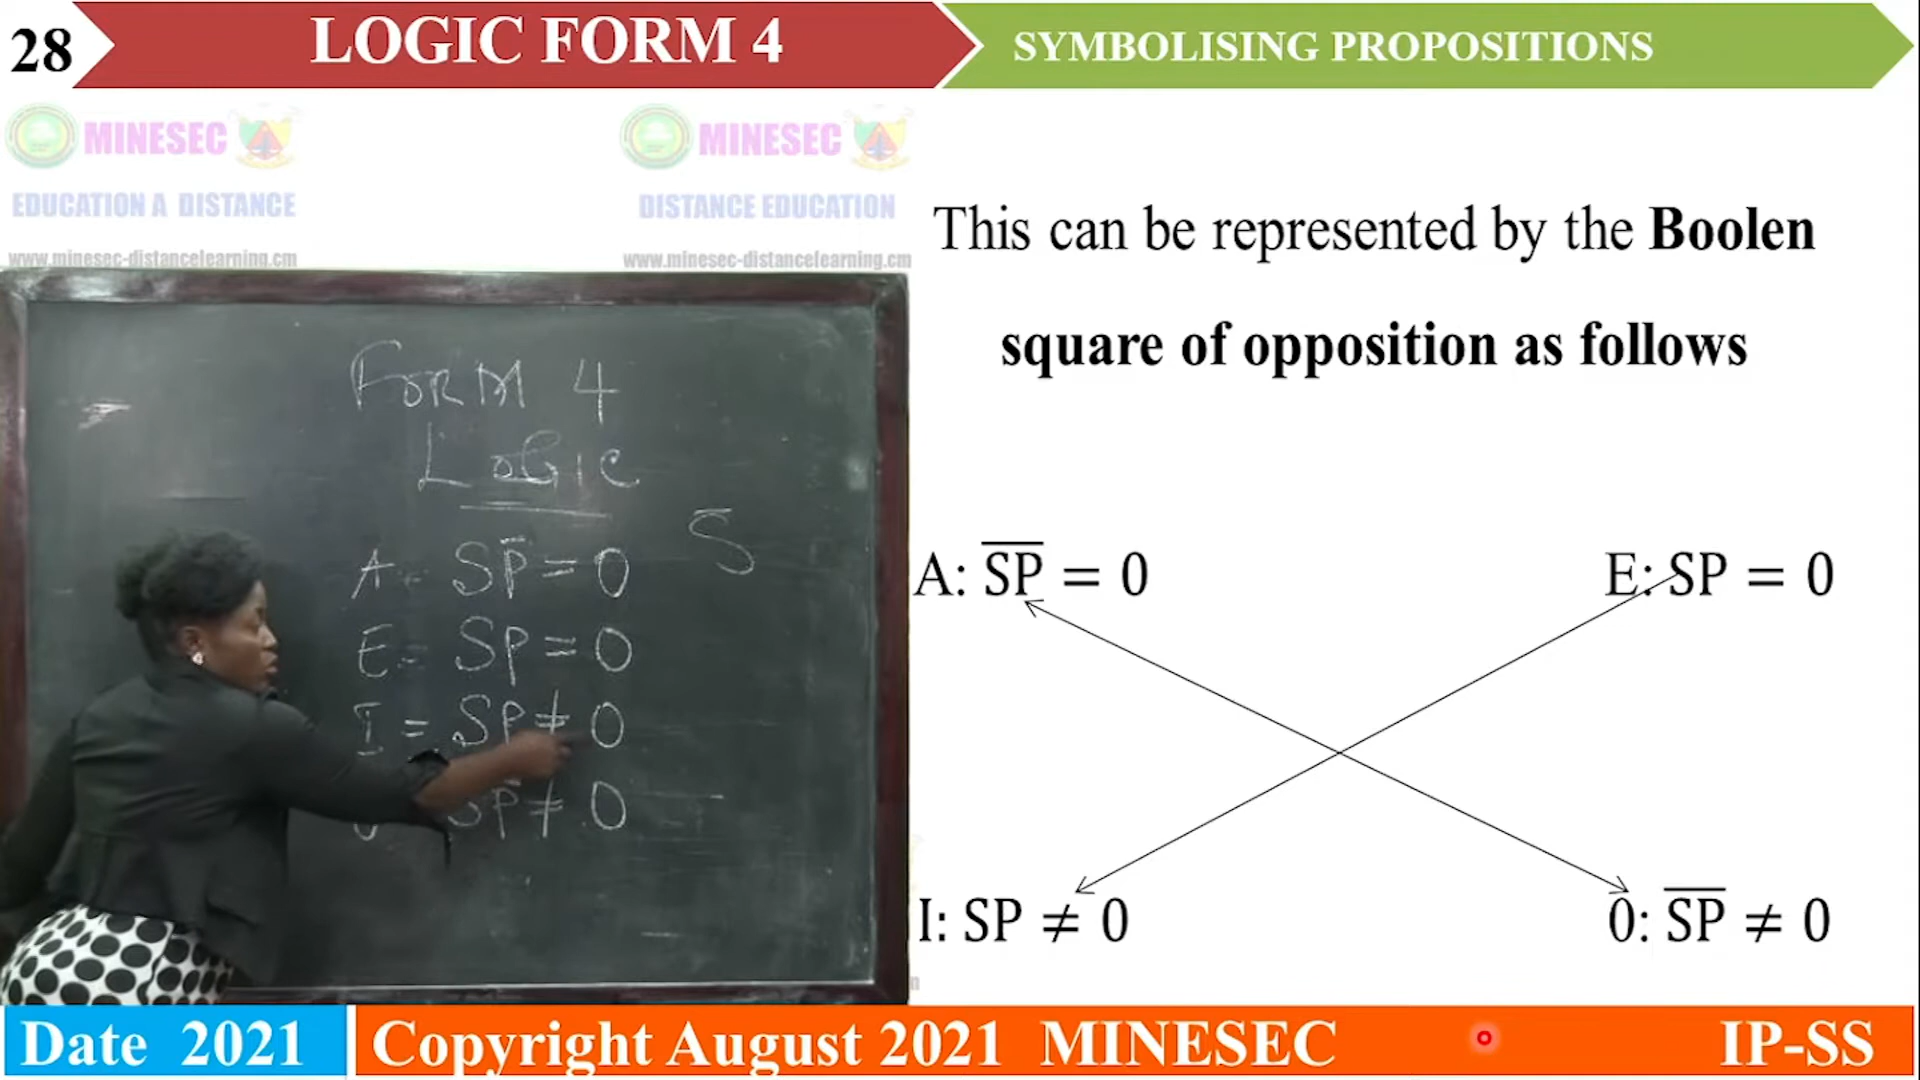 28
LOGIC FORM 4
SYMBOLISING PROPOSITIONS
MINESEC
EDUCATION A DISTANCE
www.minesec-distancelearning.cm
MINESEC
DISTANCE EDUCATION
www.minesec-distancelearning.cm
FORM 4
LOGIC
S
A = SP̄ = 0
E = SP = 0
I = SP ≠ 0
SP̄ ≠ 0
This can be represented by the Boolen
square of opposition as follows
A: S̅P̅ = 0
E: SP = 0
I: SP ≠ 0
0: S̅P̅ ≠ 0
Date 2021
Copyright August 2021 MINESEC
IP-SS